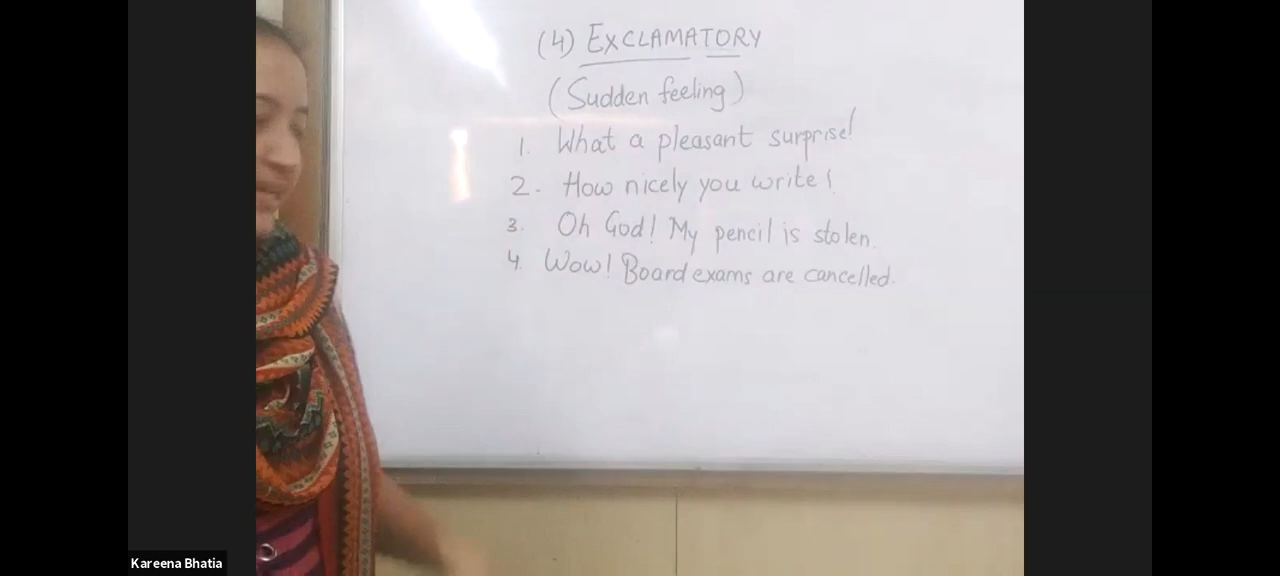 (4) EXCLAMATORY
(Sudden feeling)
1. What a pleasant surprise!
2. How nicely you write!
3. Oh God! My pencil is stolen.
4. Wow! Board exams are cancelled.
Kareena Bhatia